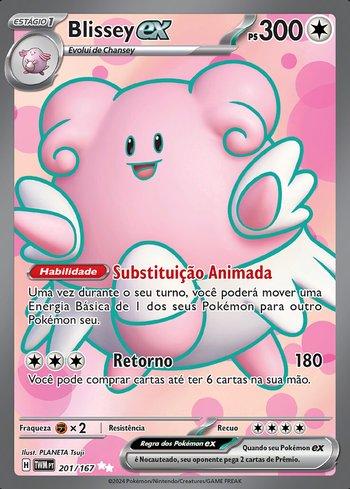 ESTÁGIO 1
Blissey ex
PS 300
Evolui de Chansey
Habilidade Substituição Animada
Uma vez durante o seu turno, você poderá mover uma
Energia Básica de 1 dos seus Pokémon para outro
Pokémon seu.
Retorno 180
Você pode comprar cartas até ter 6 cartas na sua mão.
Fraqueza ×2 Resistência Recuo
Regra dos Pokémon ex
Quando seu Pokémon ex
é Nocauteado, seu oponente pega 2 cartas de Prêmio.
Ilust. PLANETA Tsuji
H TWM PT 201/167
©2024 Pokémon/Nintendo/Creatures/GAME FREAK